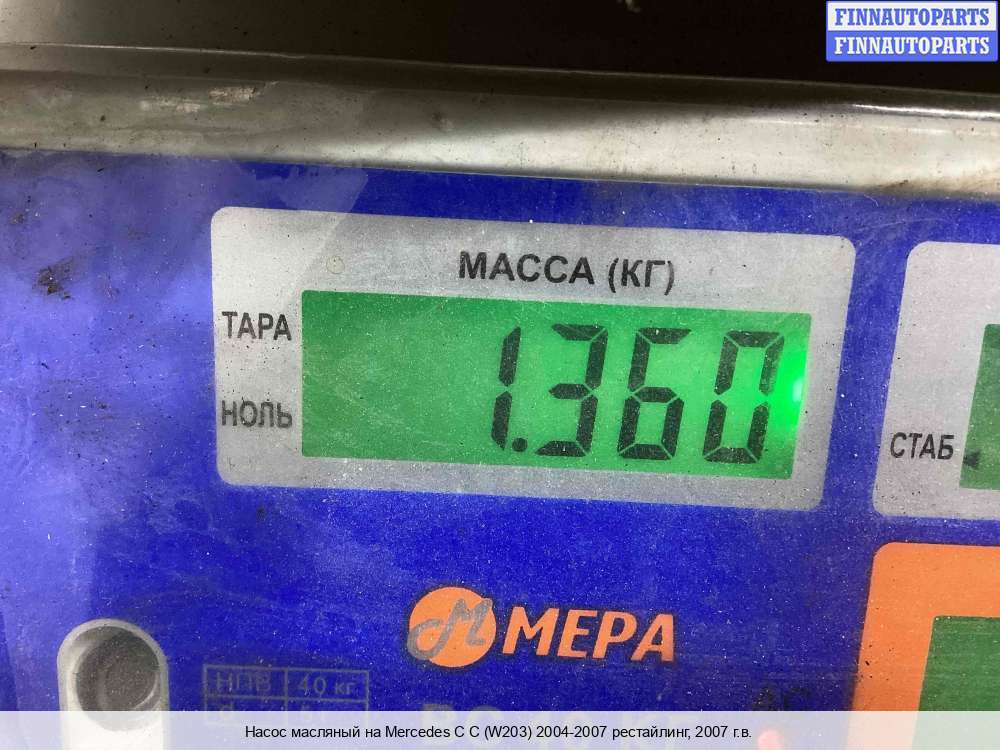 FINNAUTOPARTS
FINNAUTOPARTS
МАССА (КГ)
ТАРА
1.360
НОЛЬ
СТАБ
МЕРА
НПВ 40 кг
Насос масляный на Mercedes C C (W203) 2004-2007 рестайлинг, 2007 г.в.